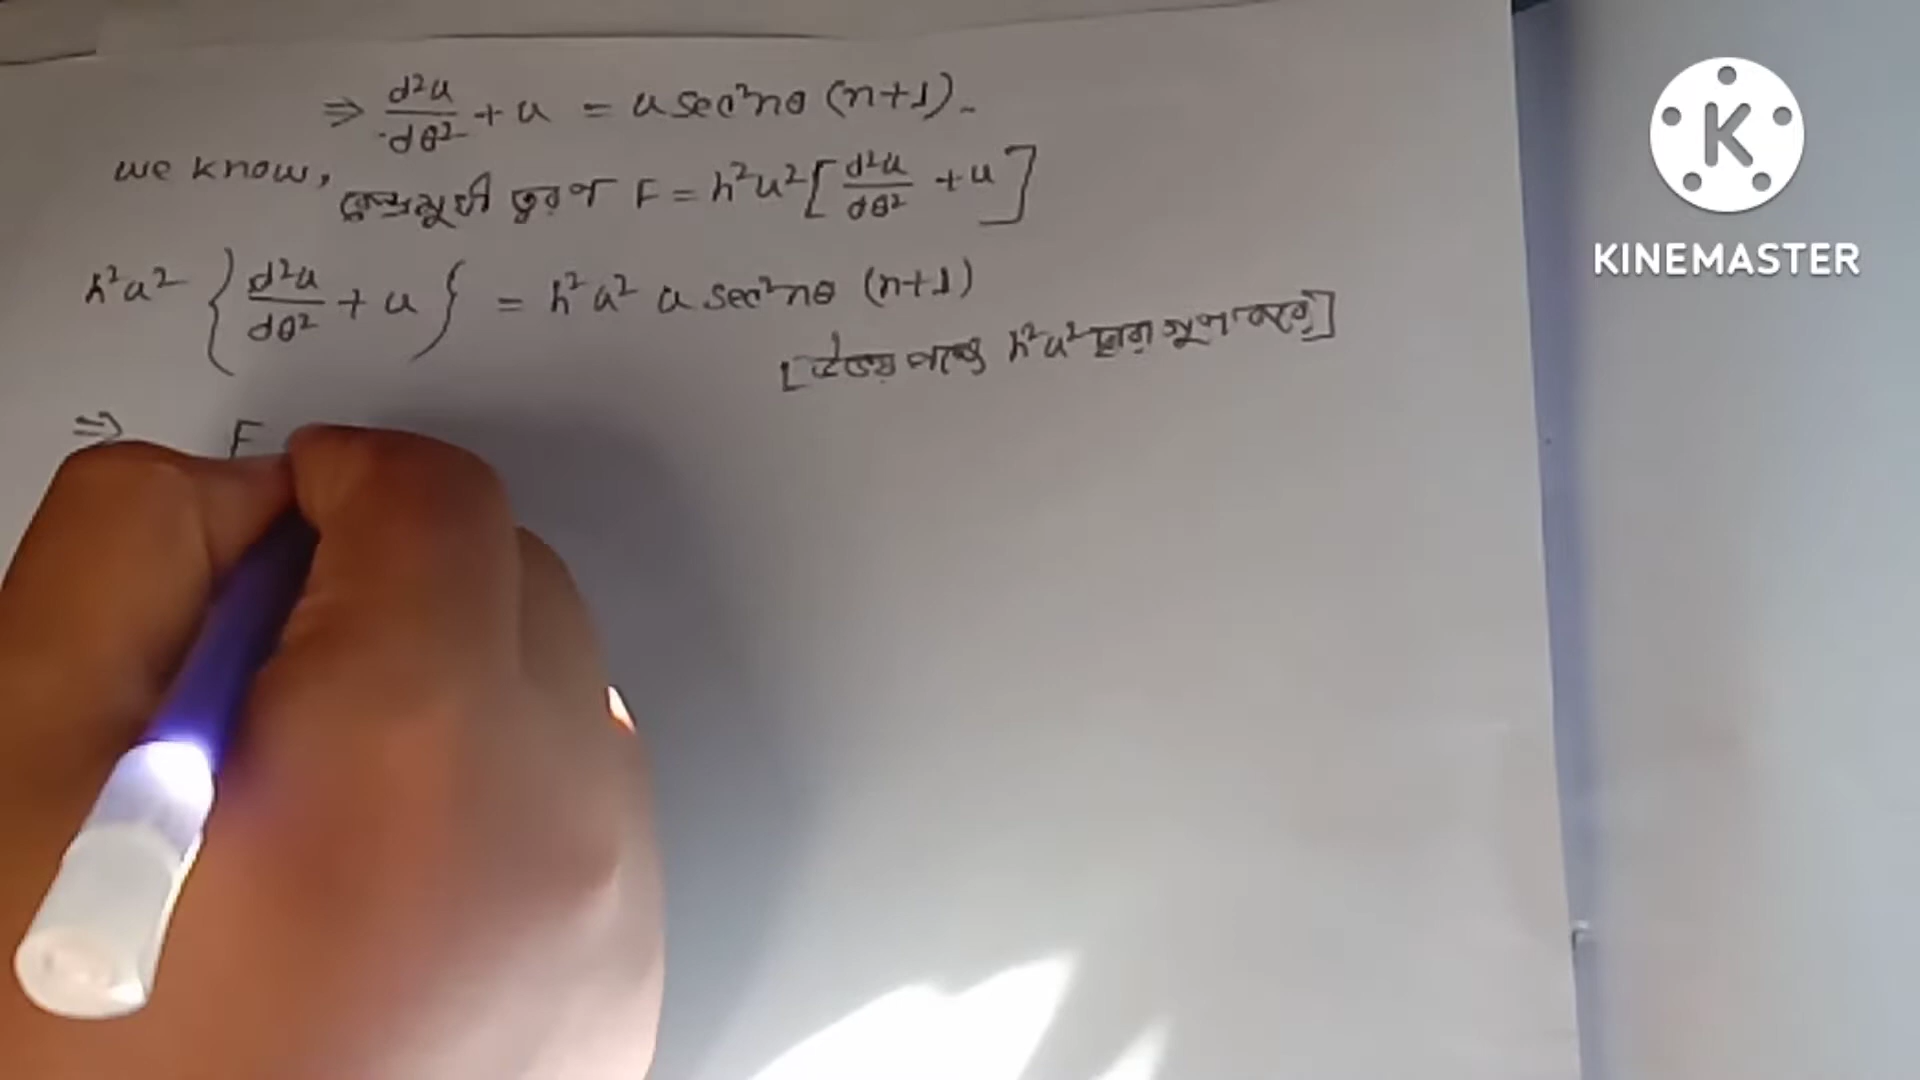 ⇒ d²u/dθ² + u = u sec²nθ (n+1).
we know, কেন্দ্রমুখী ত্বরণ F = h²u² [d²u/dθ² + u]
h²u² {d²u/dθ² + u} = h²u² u sec²nθ (n+1)
[উভয় পক্ষে h²u² দ্বারা গুণ করে]
⇒ F
K
KINEMASTER